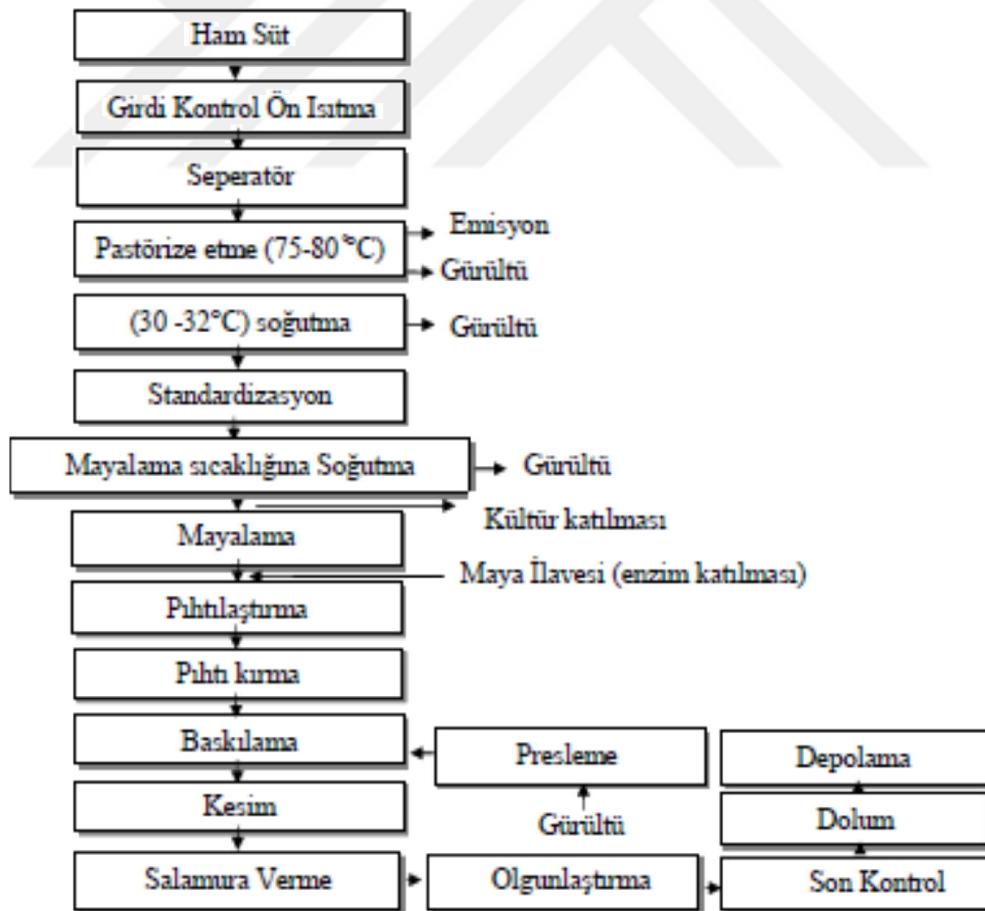 Ham Süt
Girdi Kontrol Ön Isıtma
Seperatör
Pastörize etme (75-80 °C)
Emisyon
Gürültü
(30 -32°C) soğutma
Gürültü
Standardizasyon
Mayalama sıcaklığına Soğutma
Gürültü
Kültür katılması
Mayalama
Maya İlavesi (enzim katılması)
Pıhtılaştırma
Pıhtı kırma
Baskılama
Presleme
Depolama
Kesim
Gürültü
Dolum
Salamura Verme
Olgunlaştırma
Son Kontrol